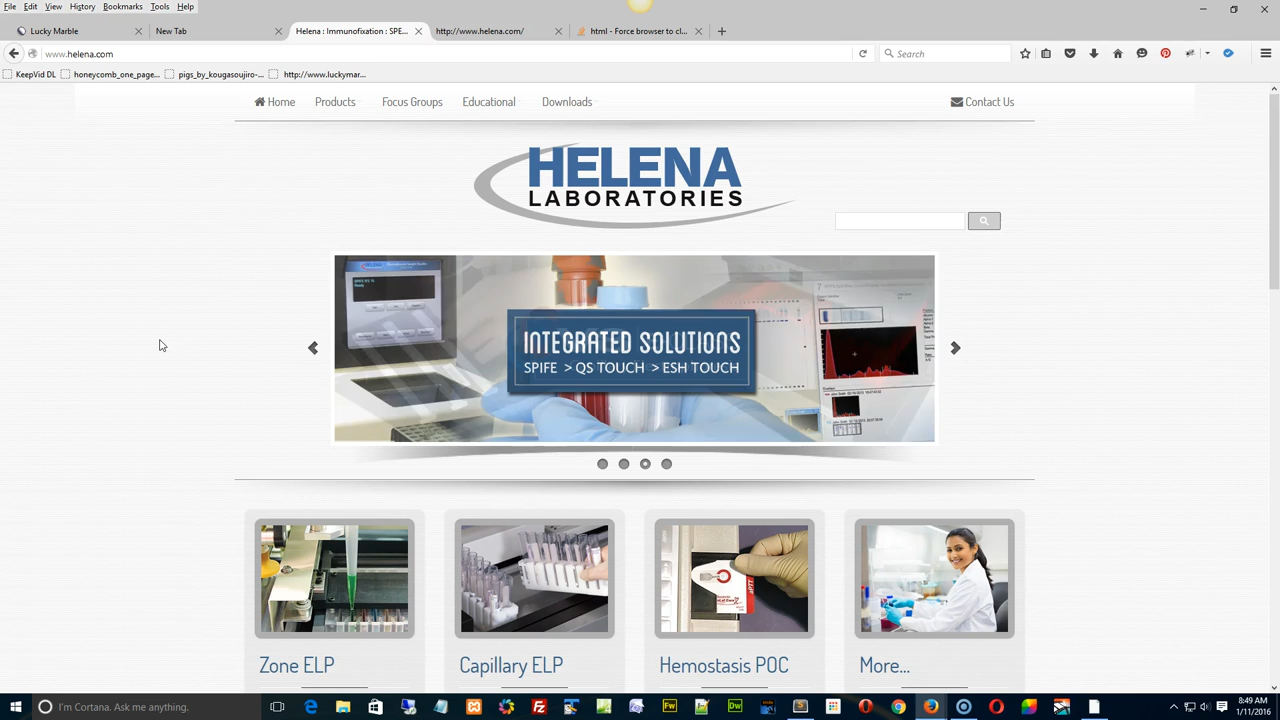 File Edit View History Bookmarks Tools Help
Lucky Marble
New Tab
Helena : Immunofixation : SPE...
http://www.helena.com/
html - Force browser to cl...
www.helena.com
Search
KeepVid DL
honeycomb_one_page...
pigs_by_kougasoujiro-...
http://www.luckymar...
Home Products Focus Groups Educational Downloads Contact Us
HELENA
LABORATORIES
INTEGRATED SOLUTIONS
SPIFE > QS TOUCH > ESH TOUCH
Zone ELP
Capillary ELP
Hemostasis POC
More...
I'm Cortana. Ask me anything.
Fw
Dw
8:49 AM
1/11/2016